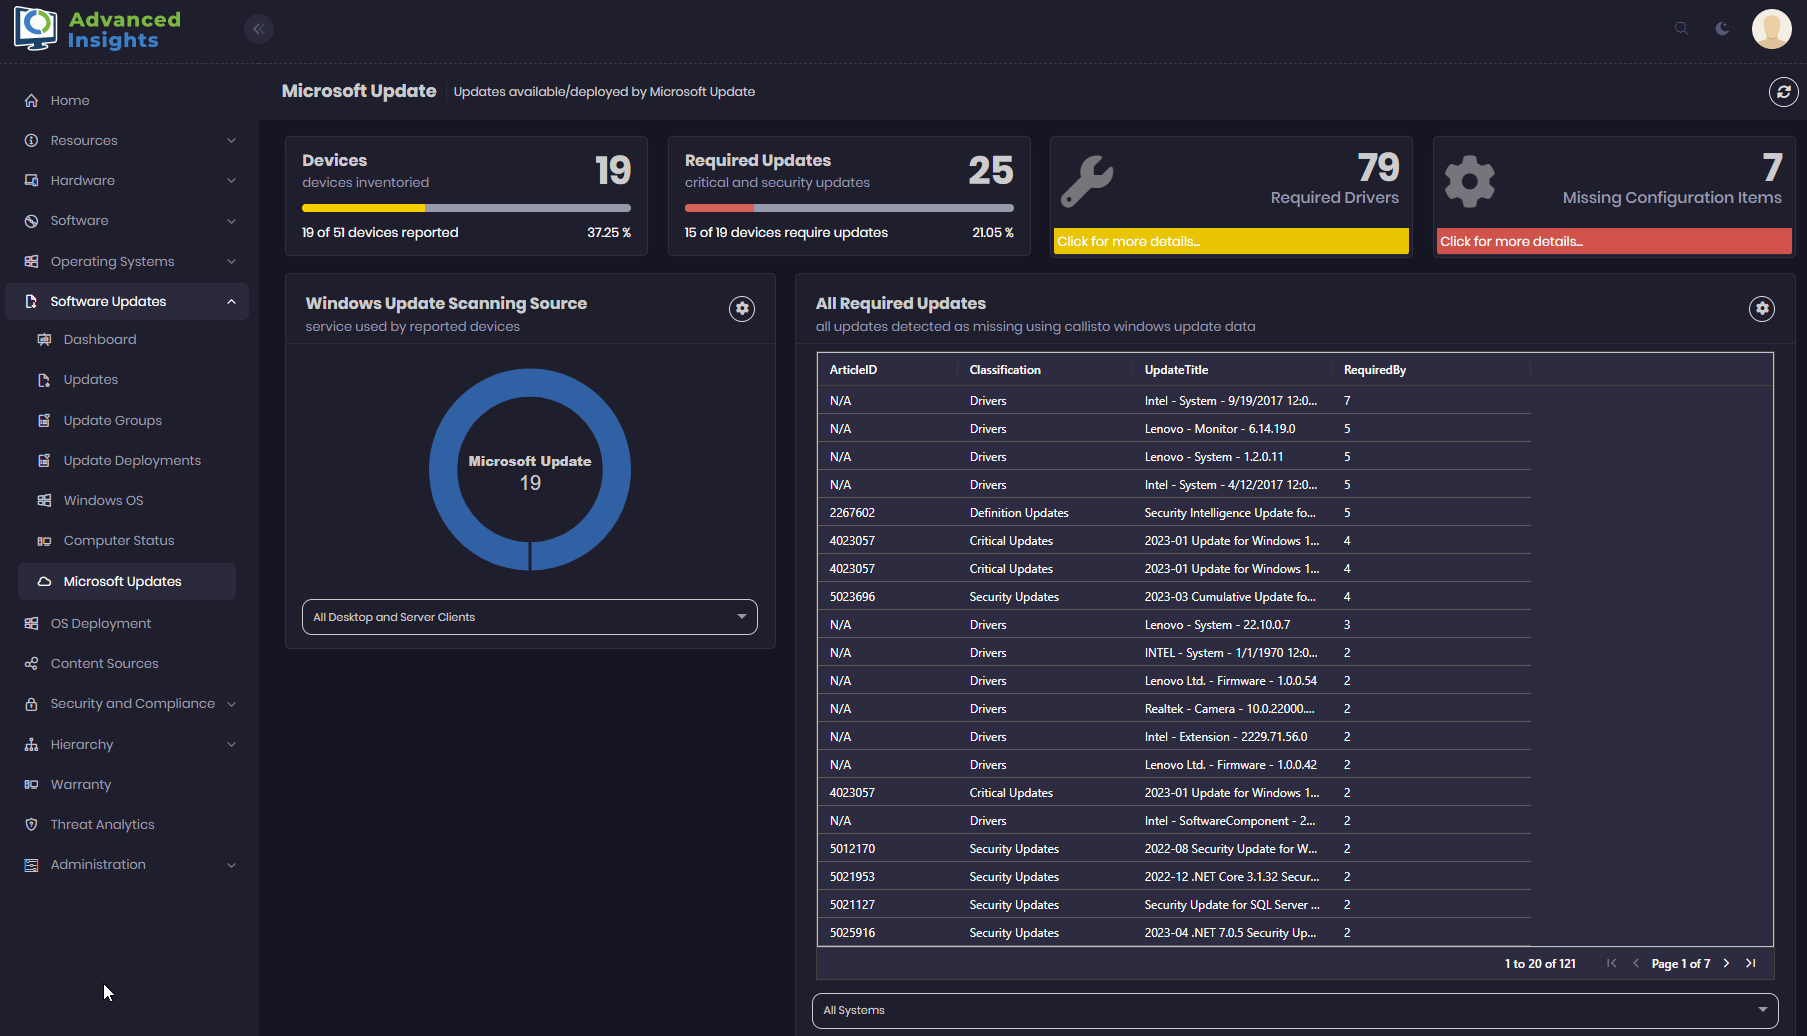 Advanced
Insights
Home
Resources
Hardware
Software
Operating Systems
Software Updates
Dashboard
Updates
Update Groups
Update Deployments
Windows OS
Computer Status
Microsoft Updates
OS Deployment
Content Sources
Security and Compliance
Hierarchy
Warranty
Threat Analytics
Administration
Microsoft Update Updates available/deployed by Microsoft Update
Devices 19
devices inventoried
19 of 51 devices reported 37.25 %
Required Updates 25
critical and security updates
15 of 19 devices require updates 21.05 %
79
Required Drivers
Click for more details...
7
Missing Configuration Items
Click for more details...
Windows Update Scanning Source
service used by reported devices
Microsoft Update
19
All Desktop and Server Clients
All Required Updates
all updates detected as missing using callisto windows update data
ArticleID Classification UpdateTitle RequiredBy
N/A Drivers Intel - System - 9/19/2017 12:0... 7
N/A Drivers Lenovo - Monitor - 6.14.19.0 5
N/A Drivers Lenovo - System - 1.2.0.11 5
N/A Drivers Intel - System - 4/12/2017 12:0... 5
2267602 Definition Updates Security Intelligence Update fo... 5
4023057 Critical Updates 2023-01 Update for Windows 1... 4
4023057 Critical Updates 2023-01 Update for Windows 1... 4
5023696 Security Updates 2023-03 Cumulative Update fo... 4
N/A Drivers Lenovo - System - 22.10.0.7 3
N/A Drivers INTEL - System - 1/1/1970 12:0... 2
N/A Drivers Lenovo Ltd. - Firmware - 1.0.0.54 2
N/A Drivers Realtek - Camera - 10.0.22000.... 2
N/A Drivers Intel - Extension - 2229.71.56.0 2
N/A Drivers Lenovo Ltd. - Firmware - 1.0.0.42 2
4023057 Critical Updates 2023-01 Update for Windows 1... 2
N/A Drivers Intel - SoftwareComponent - 2... 2
5012170 Security Updates 2022-08 Security Update for W... 2
5021953 Security Updates 2022-12 .NET Core 3.1.32 Secur... 2
5021127 Security Updates Security Update for SQL Server ... 2
5025916 Security Updates 2023-04 .NET 7.0.5 Security Up... 2
1 to 20 of 121 Page 1 of 7
All Systems